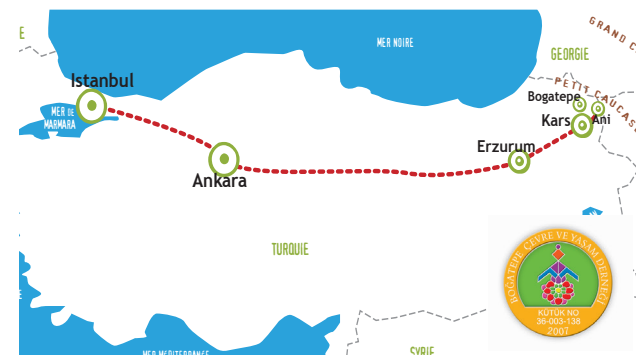 E
MER NOIRE
GRAND C
GEORGIE
Istanbul
PETIT CAUCAS
Bogatepe
MER DE
MARMARA
Kars
Ani
Erzurum
Ankara
TURQUIE
BOĞATEPE ÇEVRE VE YAŞAM DERNEĞİ
KÜTÜK NO
36-003-138
2007
MER MEDITERRANEE
SYRIE